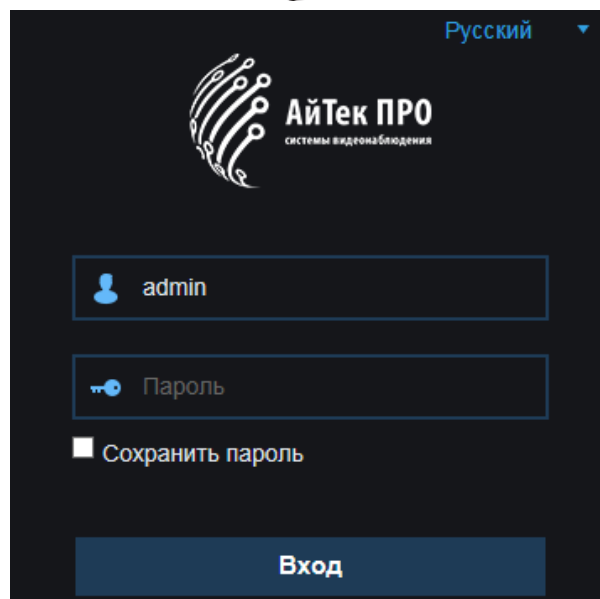 Русский
АйТек ПРО
системы видеонаблюдения
admin
Пароль
Сохранить пароль
Вход